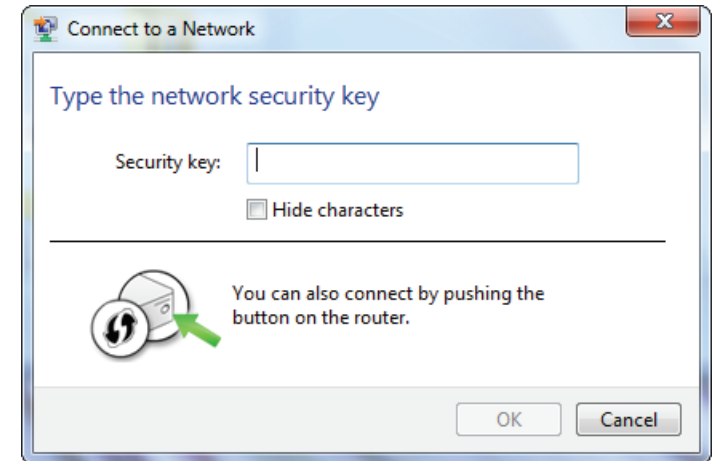 Connect to a Network
Type the network security key
Security key:
Hide characters
You can also connect by pushing the
button on the router.
OK
Cancel